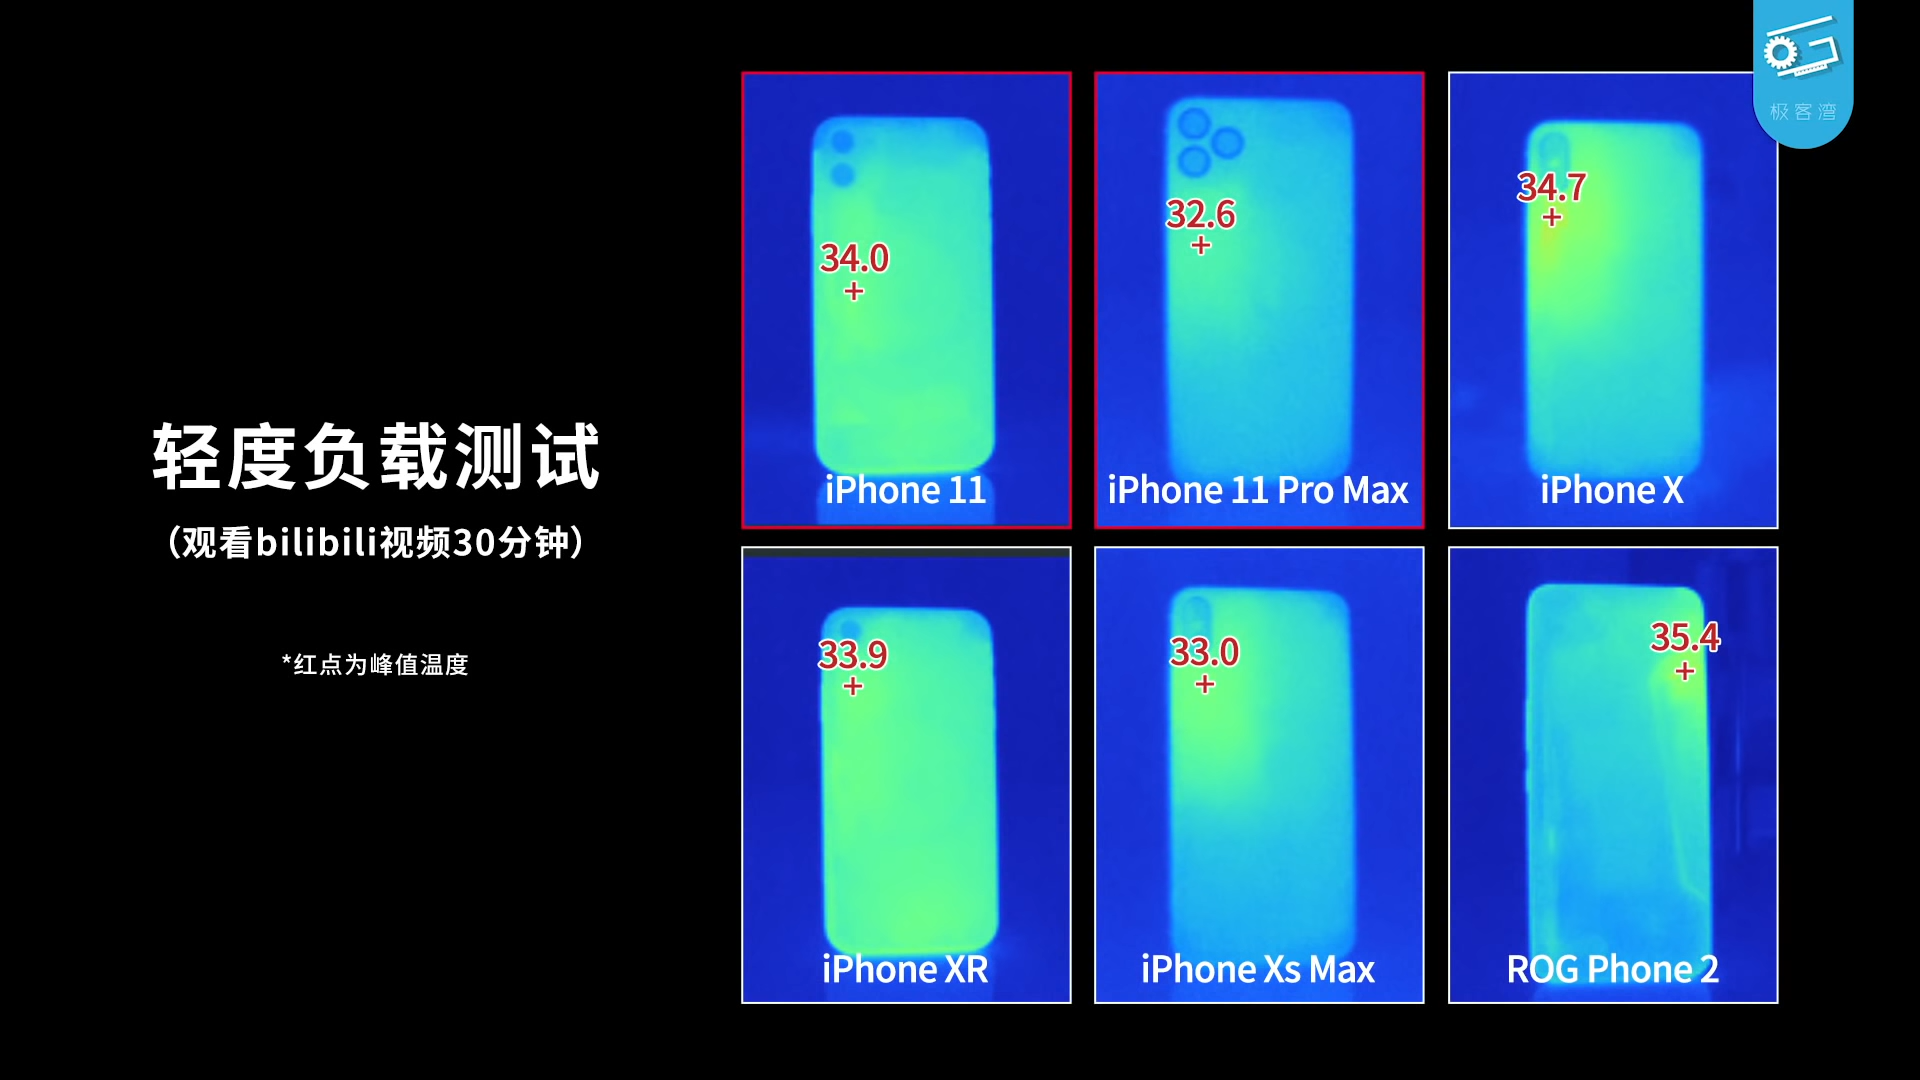 极客湾
轻度负载测试
（观看bilibili视频30分钟）
*红点为峰值温度
34.0
iPhone 11
32.6
iPhone 11 Pro Max
34.7
iPhone X
33.9
iPhone XR
33.0
iPhone Xs Max
35.4
ROG Phone 2